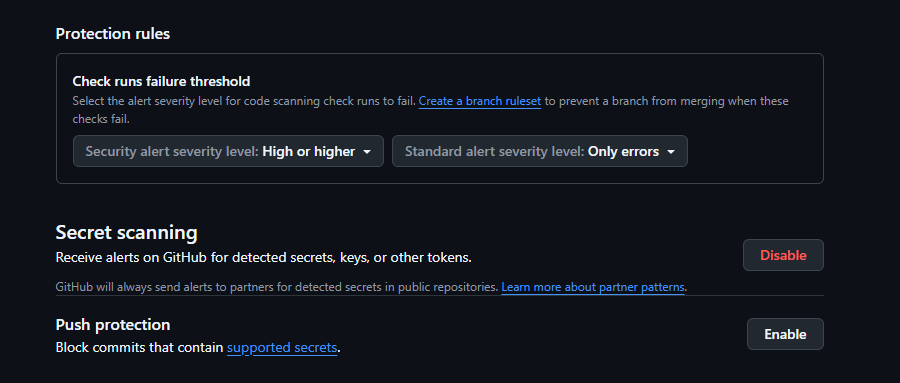 Protection rules
Check runs failure threshold
Select the alert severity level for code scanning check runs to fail. Create a branch ruleset to prevent a branch from merging when these
checks fail.
Security alert severity level: High or higher
Standard alert severity level: Only errors
Secret scanning
Receive alerts on GitHub for detected secrets, keys, or other tokens.
Disable
GitHub will always send alerts to partners for detected secrets in public repositories. Learn more about partner patterns.
Push protection
Block commits that contain supported secrets.
Enable